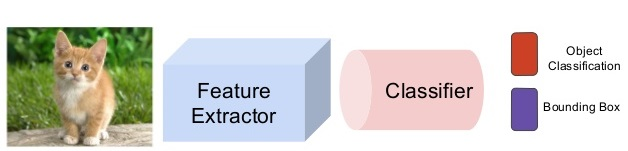 Feature
Extractor
Classifier
Object
Classification
Bounding Box